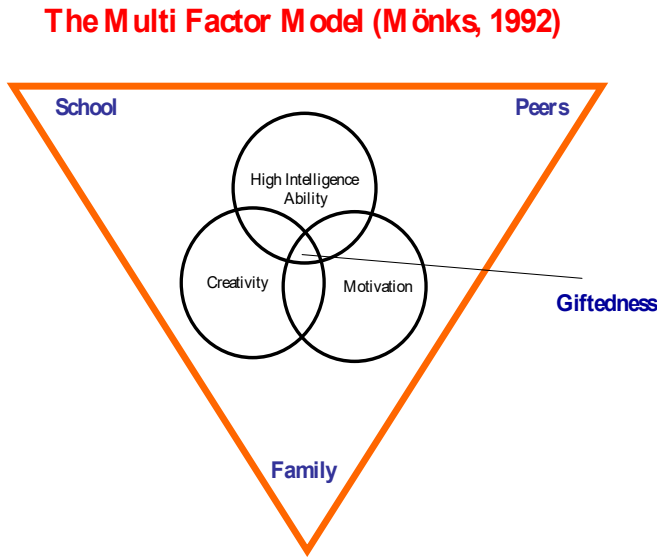 The Multi Factor Model (Mönks, 1992)
School
Peers
High Intelligence
Ability
Creativity
Motivation
Giftedness
Family